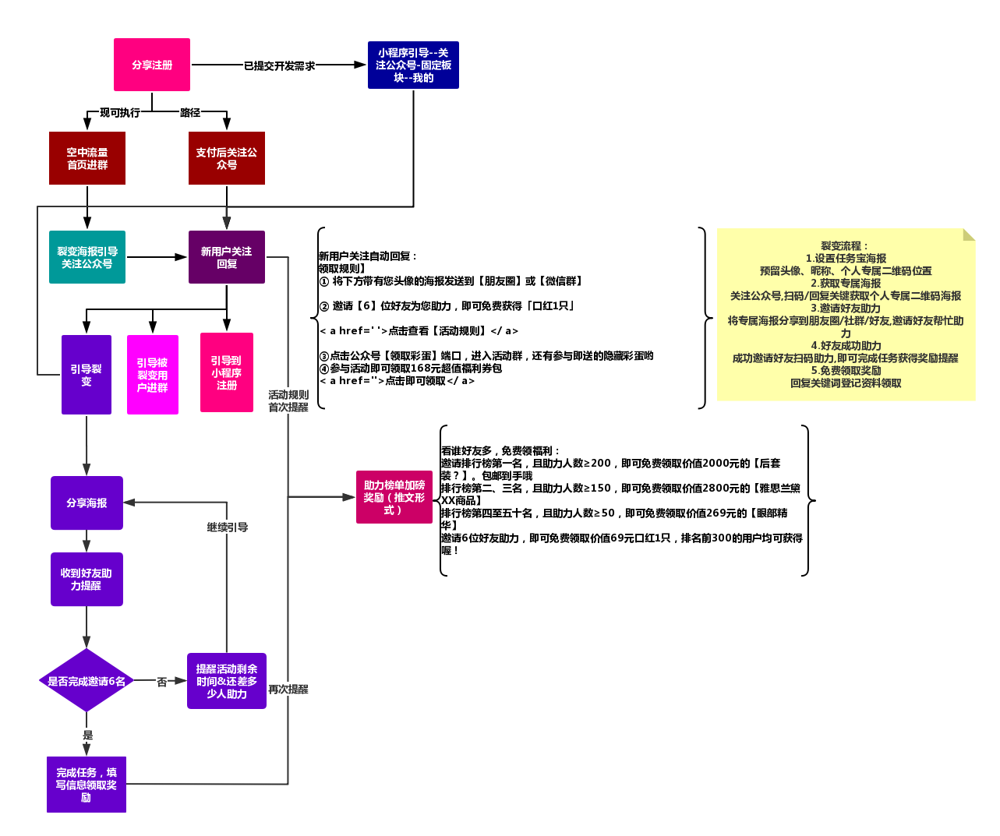 分享注册
已提交开发需求
小程序引导--关
注公众号-固定板
块--我的
现可执行
路径
空中流量
首页进群
支付后关注公
众号
裂变海报引导
关注公众号
新用户关注
回复
新用户关注自动回复：
领取规则】
① 将下方带有您头像的海报发送到【朋友圈】或【微信群】
② 邀请【6】位好友为您助力，即可免费获得「口红1只」
< a href=' '>点击查看【活动规则】</ a>
③点击公众号【领取彩蛋】端口，进入活动群，还有参与即送的隐藏彩蛋哟
④参与活动即可领取168元超值福利券包
< a href=''>点击即可领取</ a>
裂变流程：
1.设置任务宝海报
预留头像、昵称、个人专属二维码位置
2.获取专属海报
关注公众号,扫码/回复关键获取个人专属二维码海报
3.邀请好友助力
将专属海报分享到朋友圈/社群/好友,邀请好友帮忙助
力
4.好友成功助力
成功邀请好友扫码助力,即可完成任务获得奖励提醒
5.免费领取奖励
回复关键词登记资料领取
引导裂
变
引导被
裂变用
户进群
引导到
小程序
注册
活动规则
首次提醒
看谁好友多，免费领福利：
邀请排行榜第一名，且助力人数≥200，即可免费领取价值2000元的【后套
装？】。包邮到手哦
排行榜第二、三名，且助力人数≥150，即可免费领取价值2800元的【雅思兰黛
XX商品】
排行榜第四至五十名，且助力人数≥50，即可免费领取价值269元的【眼部精
华】
邀请6位好友助力，即可免费领取价值69元口红1只，排名前300的用户均可获得
喔！
助力榜单加磅
奖励（推文形
式）
分享海报
继续引导
收到好友助
力提醒
是否完成邀请6名
否
提醒活动剩余
时间&还差多
少人助力
再次提醒
是
完成任务，填
写信息领取奖
励